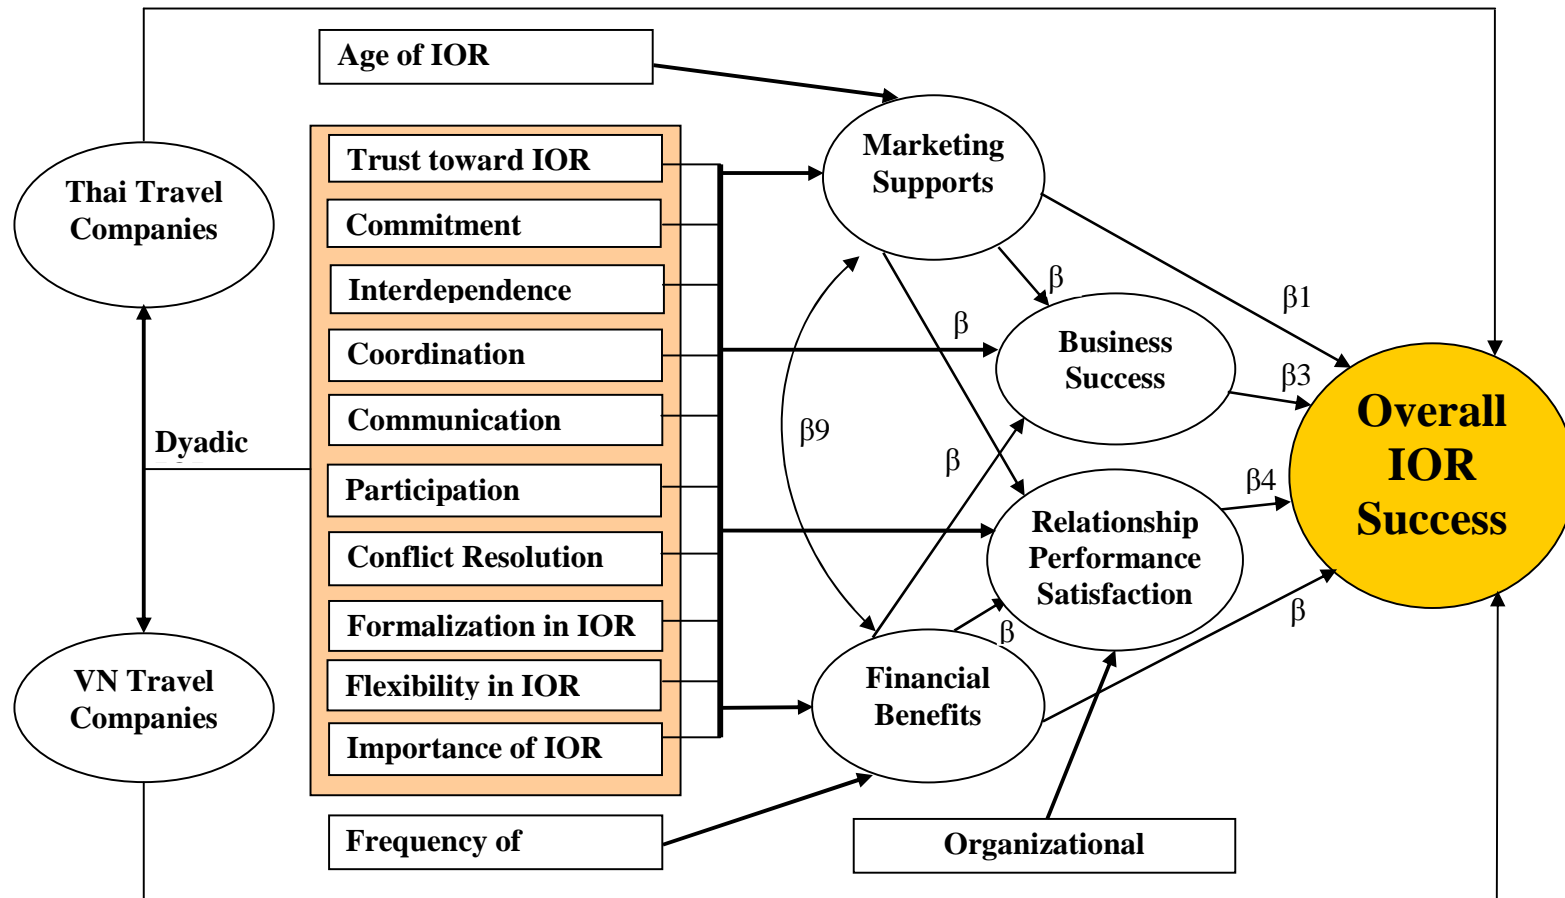 Age of IOR
Thai Travel
Companies
Trust toward IOR
Commitment
Interdependence
Coordination
Communication
Participation
Conflict Resolution
Formalization in IOR
Flexibility in IOR
Importance of IOR
Dyadic
VN Travel
Companies
Frequency of
Marketing
Supports
β
β1
β
Business
Success
β3
β9
β
Relationship
Performance
Satisfaction
β4
β
β
Financial
Benefits
Organizational
Overall
IOR
Success